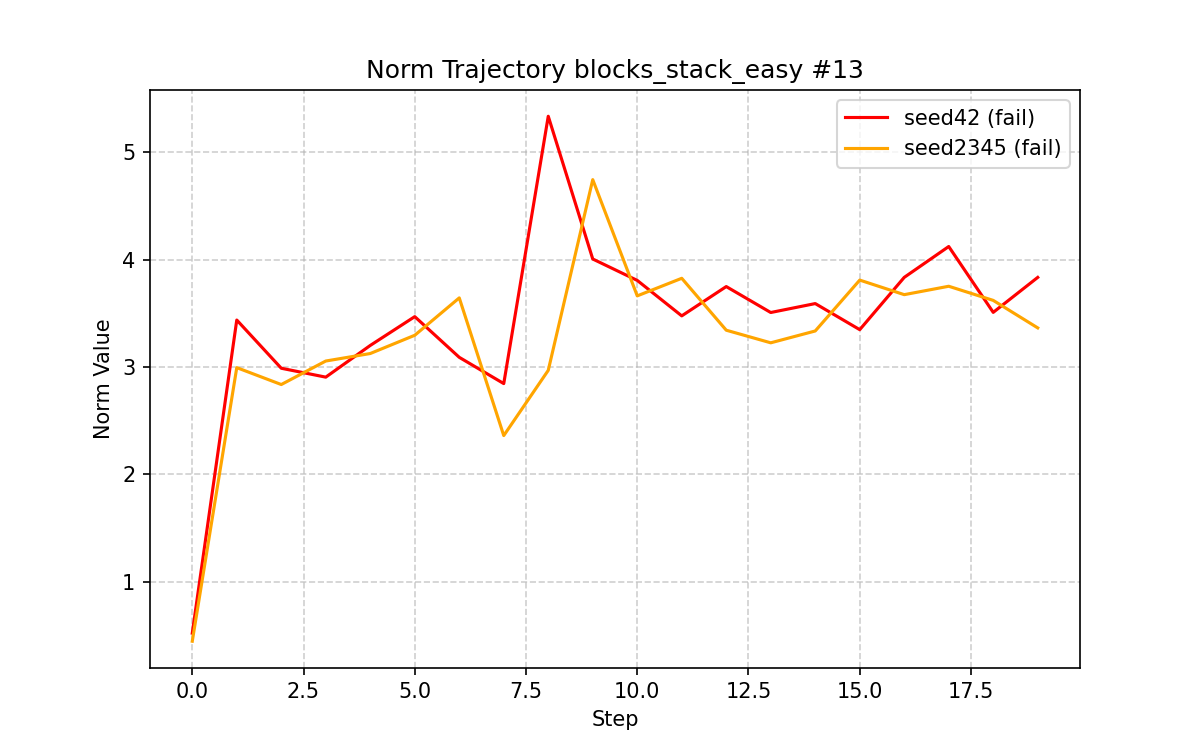 Norm Trajectory blocks_stack_easy #13
seed42 (fail)
seed2345 (fail)
Norm Value
5
4
3
2
1
0.0
2.5
5.0
7.5
10.0
12.5
15.0
17.5
Step